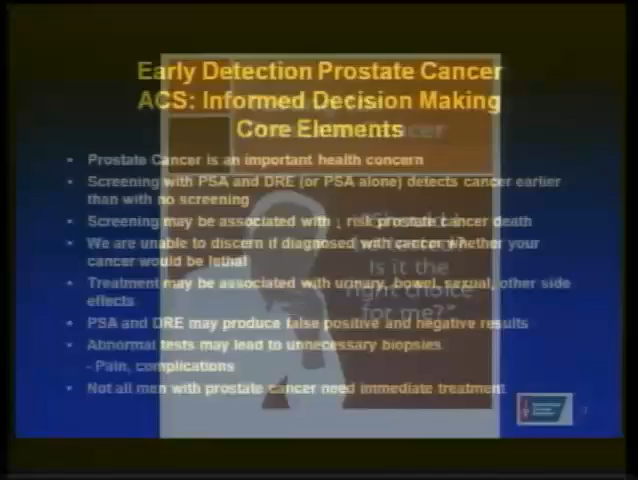 Early Detection Prostate Cancer
ACS: Informed Decision Making
Core Elements
• Prostate Cancer is an important health concern
• Screening with PSA and DRE (or PSA alone) detects cancer earlier
than with no screening
• Screening may be associated with ↓ risk prostate cancer death
• We are unable to discern if diagnosed with cancer whether your
cancer would be lethal
• Treatment may be associated with urinary, bowel, sexual, other side
effects
• PSA and DRE may produce false positive and negative results
• Abnormal tests may lead to unnecessary biopsies
- Pain, complications
• Not all men with prostate cancer need immediate treatment
Cancer
"Should I
Is it the
right choice
for me?"